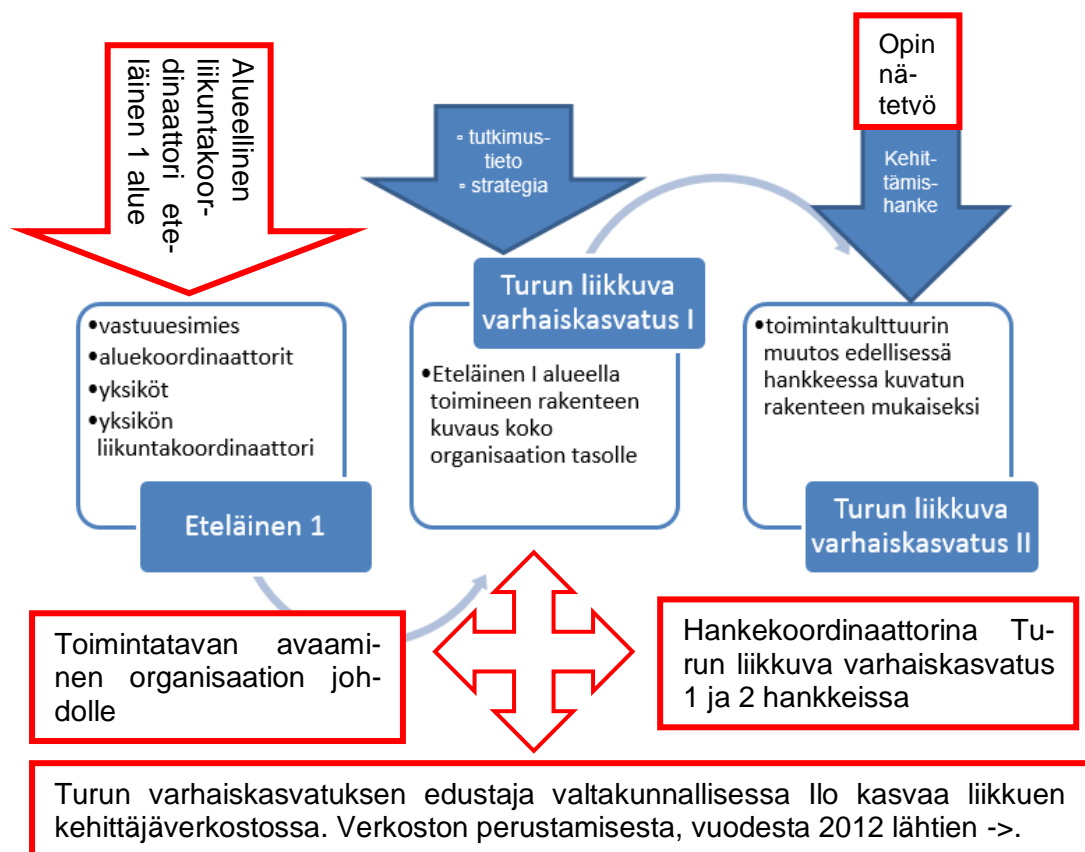 Alueellinen
liikuntakoor-
dinaattori ete-
läinen 1 alue
▫ tutkimus-
tieto
▫ strategia
Opin
nä-
tetvö
Kehit-
tämis-
hanke
•vastuuesimies
•aluekoordinaattorit
•yksiköt
•yksikön
liikuntakoordinaattori
Eteläinen 1
Turun liikkuva
varhaiskasvatus I
•Eteläinen I alueella
toimineen rakenteen
kuvaus koko
organisaation tasolle
•toimintakulttuurin
muutos edellisessä
hankkeessa kuvatun
rakenteen mukaiseksi
Turun liikkuva
varhaiskasvatus II
Toimintatavan avaami-
nen organisaation joh-
dolle
Hankekoordinaattorina Tu-
run liikkuva varhaiskasvatus
1 ja 2 hankkeissa
Turun varhaiskasvatuksen edustaja valtakunnallisessa Ilo kasvaa liikkuen
kehittäjäverkostossa. Verkoston perustamisesta, vuodesta 2012 lähtien ->.